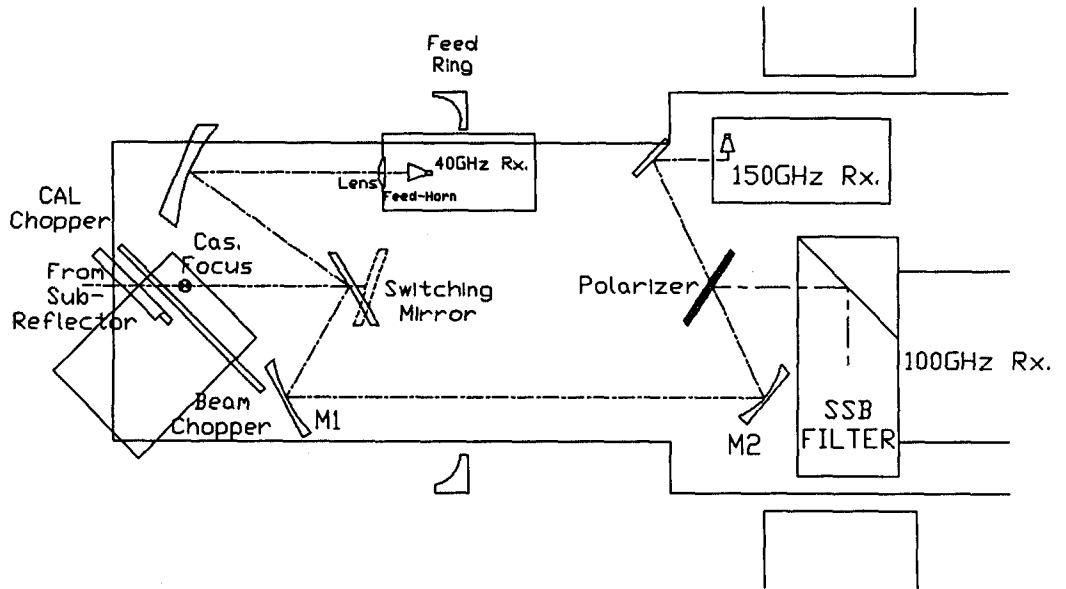 Feed
Ring
40GHz Rx.
Lens
Feed-Horn
150GHz Rx.
CAL
Chopper
Cas.
Focus
From
Sub-
Reflector
Switching
Mirror
Polarizer
100GHz Rx.
Beam
Chopper
M1
M2
SSB
FILTER